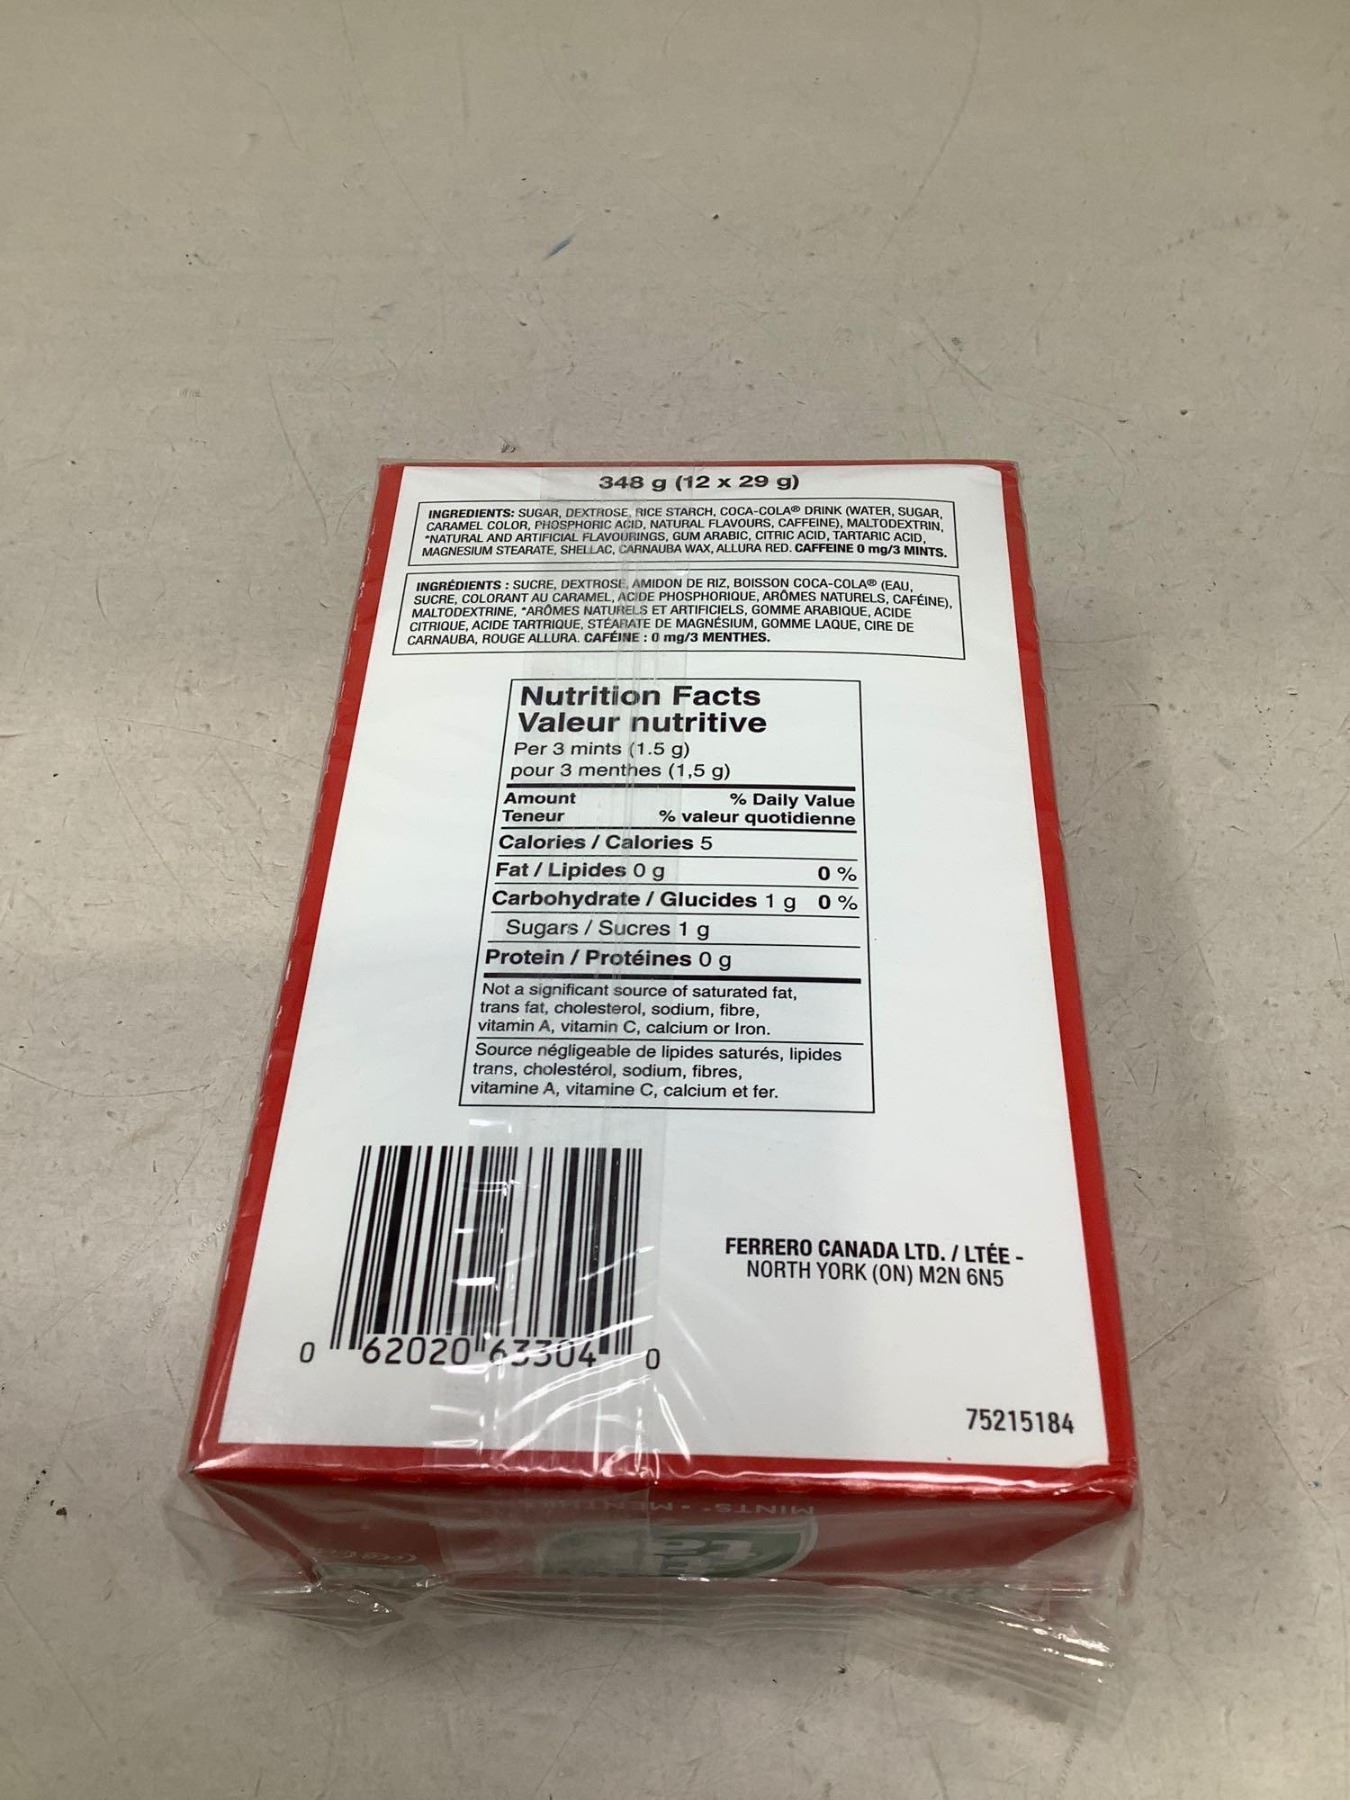 348 g (12 x 29 g)
INGREDIENTS: SUGAR, DEXTROSE, RICE STARCH, COCA-COLA® DRINK (WATER, SUGAR,
CARAMEL COLOR, PHOSPHORIC ACID, NATURAL FLAVOURS, CAFFEINE), MALTODEXTRIN,
*NATURAL AND ARTIFICIAL FLAVOURINGS, GUM ARABIC, CITRIC ACID, TARTARIC ACID,
MAGNESIUM STEARATE, SHELLAC, CARNAUBA WAX, ALLURA RED. CAFFEINE 0 mg/3 MINTS.
INGRÉDIENTS : SUCRE, DEXTROSE, AMIDON DE RIZ, BOISSON COCA-COLA® (EAU,
SUCRE, COLORANT AU CARAMEL, ACIDE PHOSPHORIQUE, ARÔMES NATURELS, CAFÉINE),
MALTODEXTRINE, *ARÔMES NATURELS ET ARTIFICIELS, GOMME ARABIQUE, ACIDE
CITRIQUE, ACIDE TARTRIQUE, STÉARATE DE MAGNÉSIUM, GOMME LAQUE, CIRE DE
CARNAUBA, ROUGE ALLURA. CAFÉINE : 0 mg/3 MENTHES.
Nutrition Facts
Valeur nutritive
Per 3 mints (1.5 g)
pour 3 menthes (1,5 g)
Amount % Daily Value
Teneur % valeur quotidienne
Calories / Calories 5
Fat / Lipides 0 g 0 %
Carbohydrate / Glucides 1 g 0 %
Sugars / Sucres 1 g
Protein / Protéines 0 g
Not a significant source of saturated fat,
trans fat, cholesterol, sodium, fibre,
vitamin A, vitamin C, calcium or Iron.
Source négligeable de lipides saturés, lipides
trans, cholestérol, sodium, fibres,
vitamine A, vitamine C, calcium et fer.
FERRERO CANADA LTD. / LTÉE -
NORTH YORK (ON) M2N 6N5
0 62020 63304 0
75215184
MINTS*